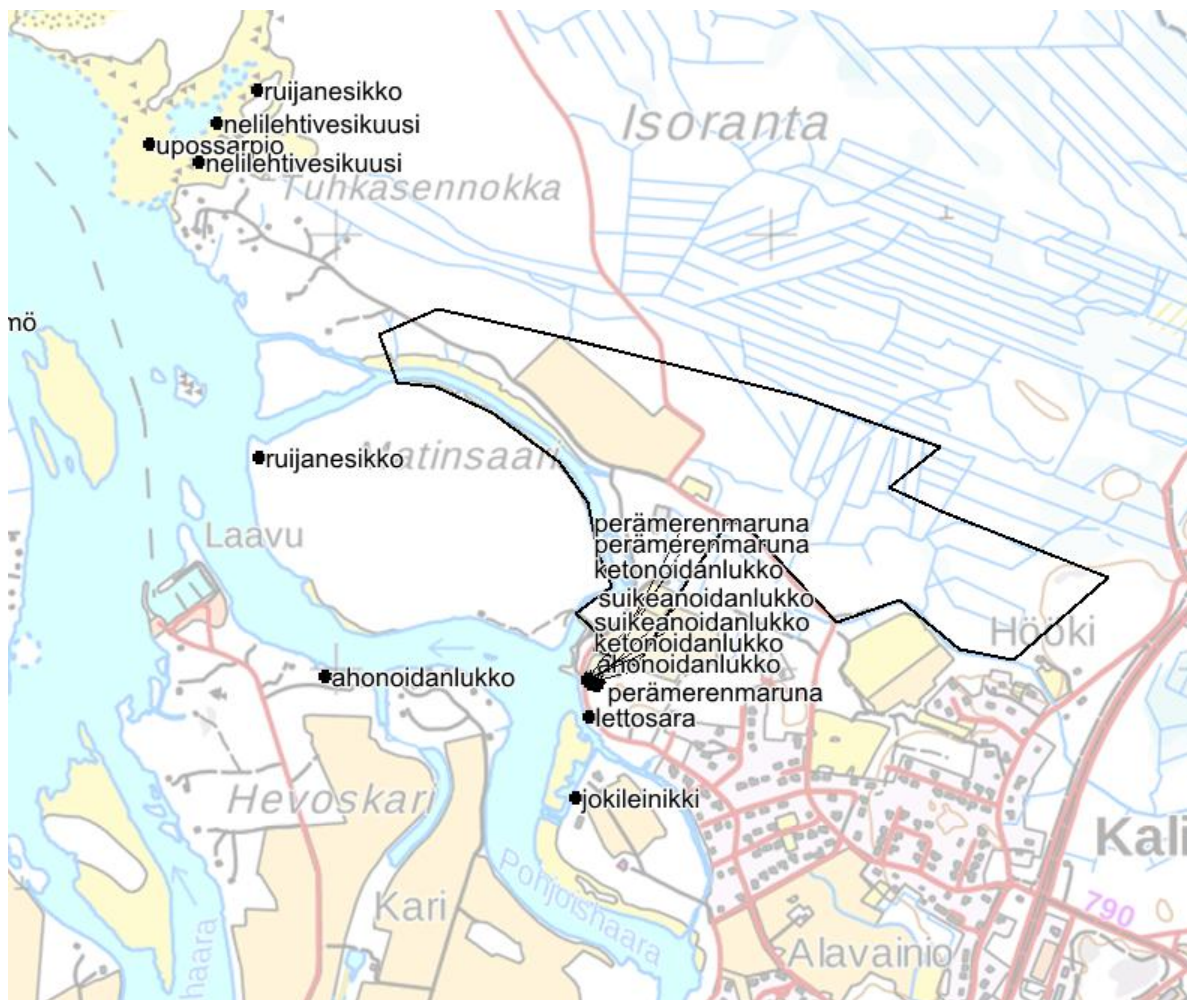 ruijanesikko
Isoranta
nelilehtivesikuusi
upossarpio
nelilehtivesikuusi
Tuhkasennokka
mö
Matinsaari
ruijanesikko
Laavu
perämerenmaruna
perämerenmaruna
ketonoidanlukko
suikeanoidanlukko
suikeanoidanlukko
ketonoidanlukko
ahonoidanlukko
Hööki
ahonoidanlukko
perämerenmaruna
lettosara
Hevoskari
jokileinikki
Kali
Pohjoishaara
Kari
790
haara
Alavainio